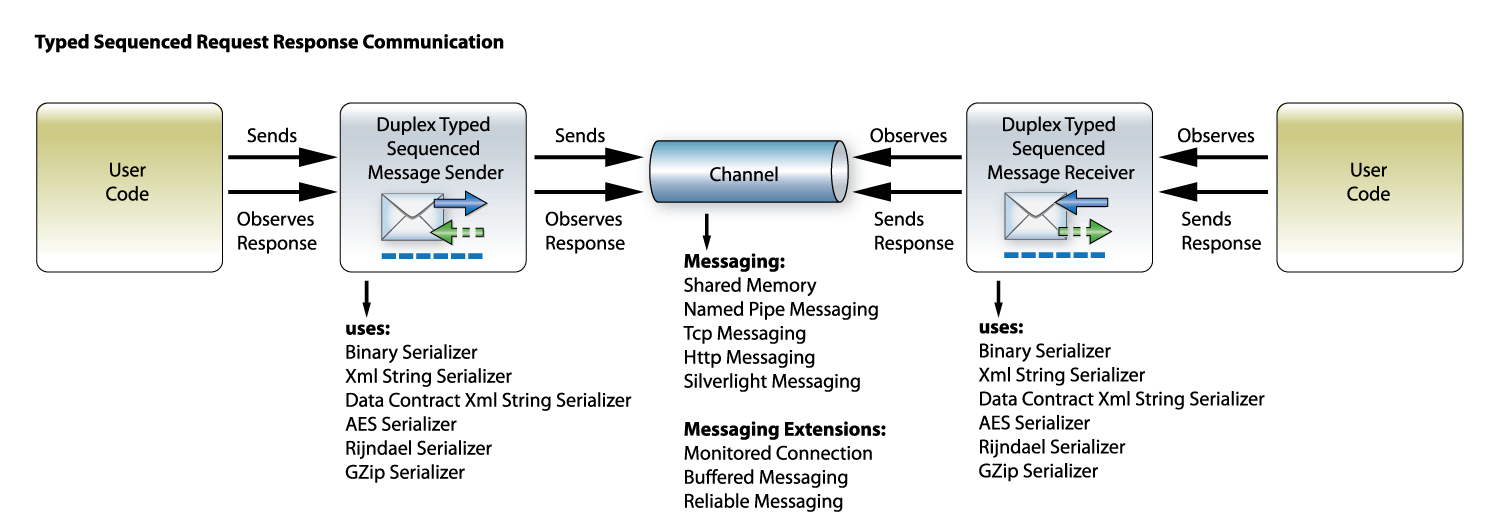 Typed Sequenced Request Response Communication
User
Code
Sends
Observes
Response
Duplex Typed
Sequenced
Message Sender
Sends
Observes
Response
Channel
Observes
Sends
Response
Duplex Typed
Sequenced
Message Receiver
Observes
Sends
Response
User
Code
uses:
Binary Serializer
Xml String Serializer
Data Contract Xml String Serializer
AES Serializer
Rijndael Serializer
GZip Serializer
Messaging:
Shared Memory
Named Pipe Messaging
Tcp Messaging
Http Messaging
Silverlight Messaging
Messaging Extensions:
Monitored Connection
Buffered Messaging
Reliable Messaging
uses:
Binary Serializer
Xml String Serializer
Data Contract Xml String Serializer
AES Serializer
Rijndael Serializer
GZip Serializer